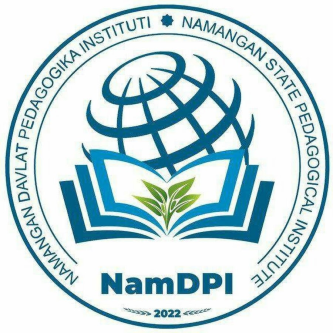 NAMANGAN DAVLAT PEDAGOGIKA INSTITUTI
NAMANGAN STATE PEDAGOGICAL INSTITUTE
NamDPI
2022